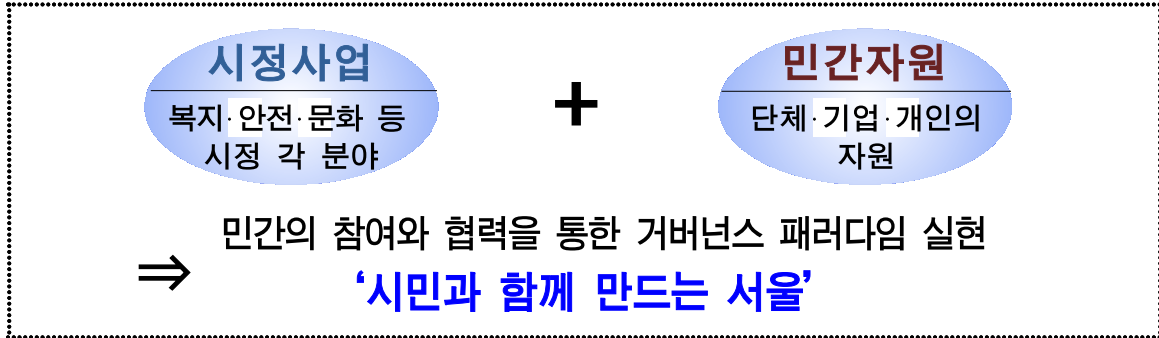 시정사업
복지·안전·문화 등
시정 각 분야
+
민간자원
단체·기업·개인의
자원
민간의 참여와 협력을 통한 거버넌스 패러다임 실현
⇒
‘시민과 함께 만드는 서울’